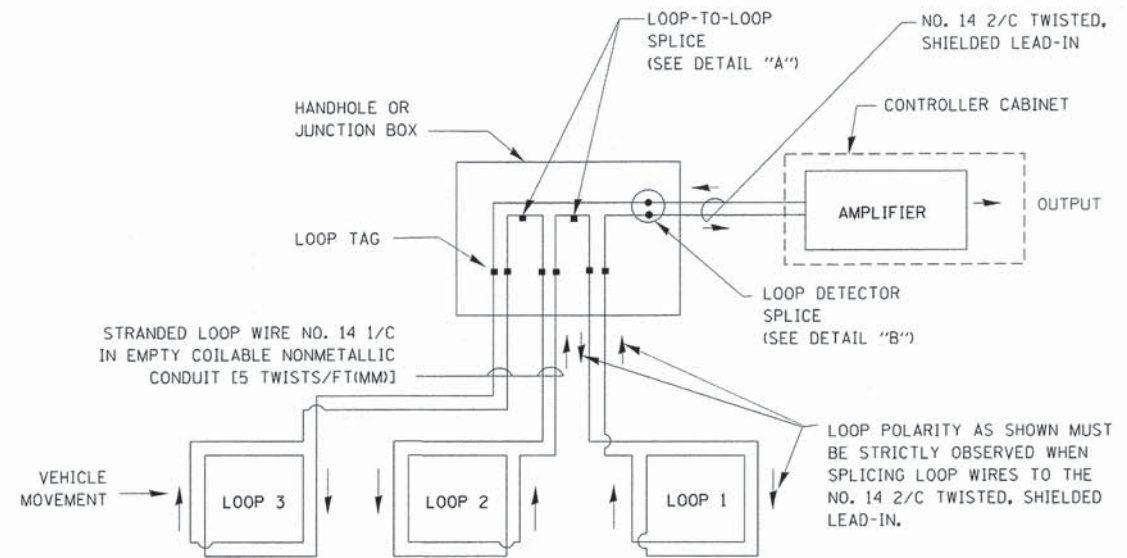 LOOP-TO-LOOP
SPLICE
(SEE DETAIL "A")
NO. 14 2/C TWISTED,
SHIELDED LEAD-IN
HANDHOLE OR
JUNCTION BOX
CONTROLLER CABINET
AMPLIFIER
OUTPUT
LOOP TAG
LOOP DETECTOR
SPLICE
(SEE DETAIL "B")
STRANDED LOOP WIRE NO. 14 1/C
IN EMPTY COILABLE NONMETALLIC
CONDUIT [5 TWISTS/FT(MM)]
LOOP POLARITY AS SHOWN MUST
BE STRICTLY OBSERVED WHEN
SPLICING LOOP WIRES TO THE
NO. 14 2/C TWISTED, SHIELDED
LEAD-IN.
VEHICLE
MOVEMENT
LOOP 3
LOOP 2
LOOP 1